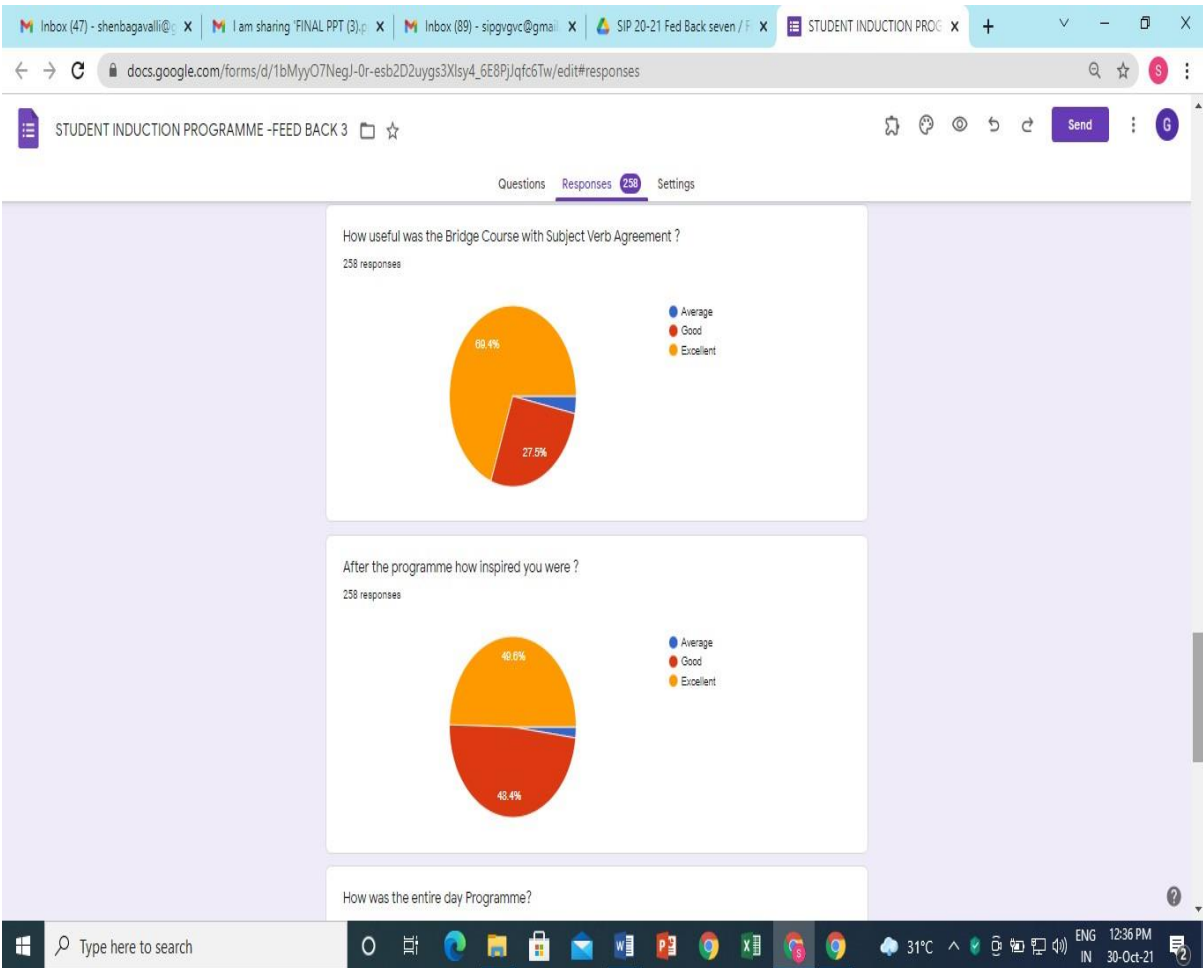 Inbox (47) - shenbagavalli@g
I am sharing 'FINAL PPT (3).p
Inbox (89) - sipgvgvc@gmail
SIP 20-21 Fed Back seven / F
STUDENT INDUCTION PROG
docs.google.com/forms/d/1bMyyO7NegJ-0r-esb2D2uygs3Xlsy4_6E8PjJqfc6Tw/edit#responses
S
STUDENT INDUCTION PROGRAMME -FEED BACK 3
Send
G
Questions Responses 258 Settings
How useful was the Bridge Course with Subject Verb Agreement ?
258 responses
Average
Good
Excellent
69.4%
27.5%
After the programme how inspired you were ?
258 responses
Average
Good
Excellent
49.6%
48.4%
How was the entire day Programme?
Type here to search
31°C
ENG
IN
12:36 PM
30-Oct-21
2